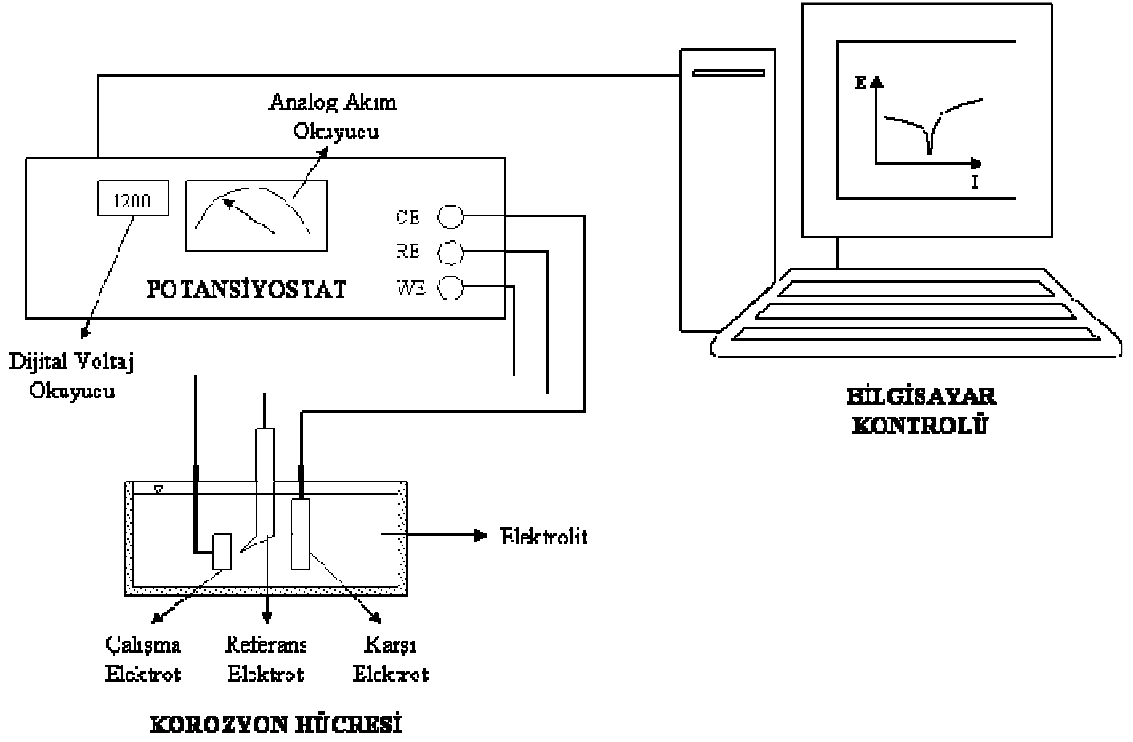 Analog Akım
Okuyucu
E
I
1200
CE
RE
WE
POTANSİYOSTAT
Dijital Voltaj
Okuyucu
BİLGİSAYAR
KONTROLÜ
Elektrolit
Çalışma
Elektrot
Referans
Elektrot
Karşı
Elektrot
KOROZYON HÜCRESİ